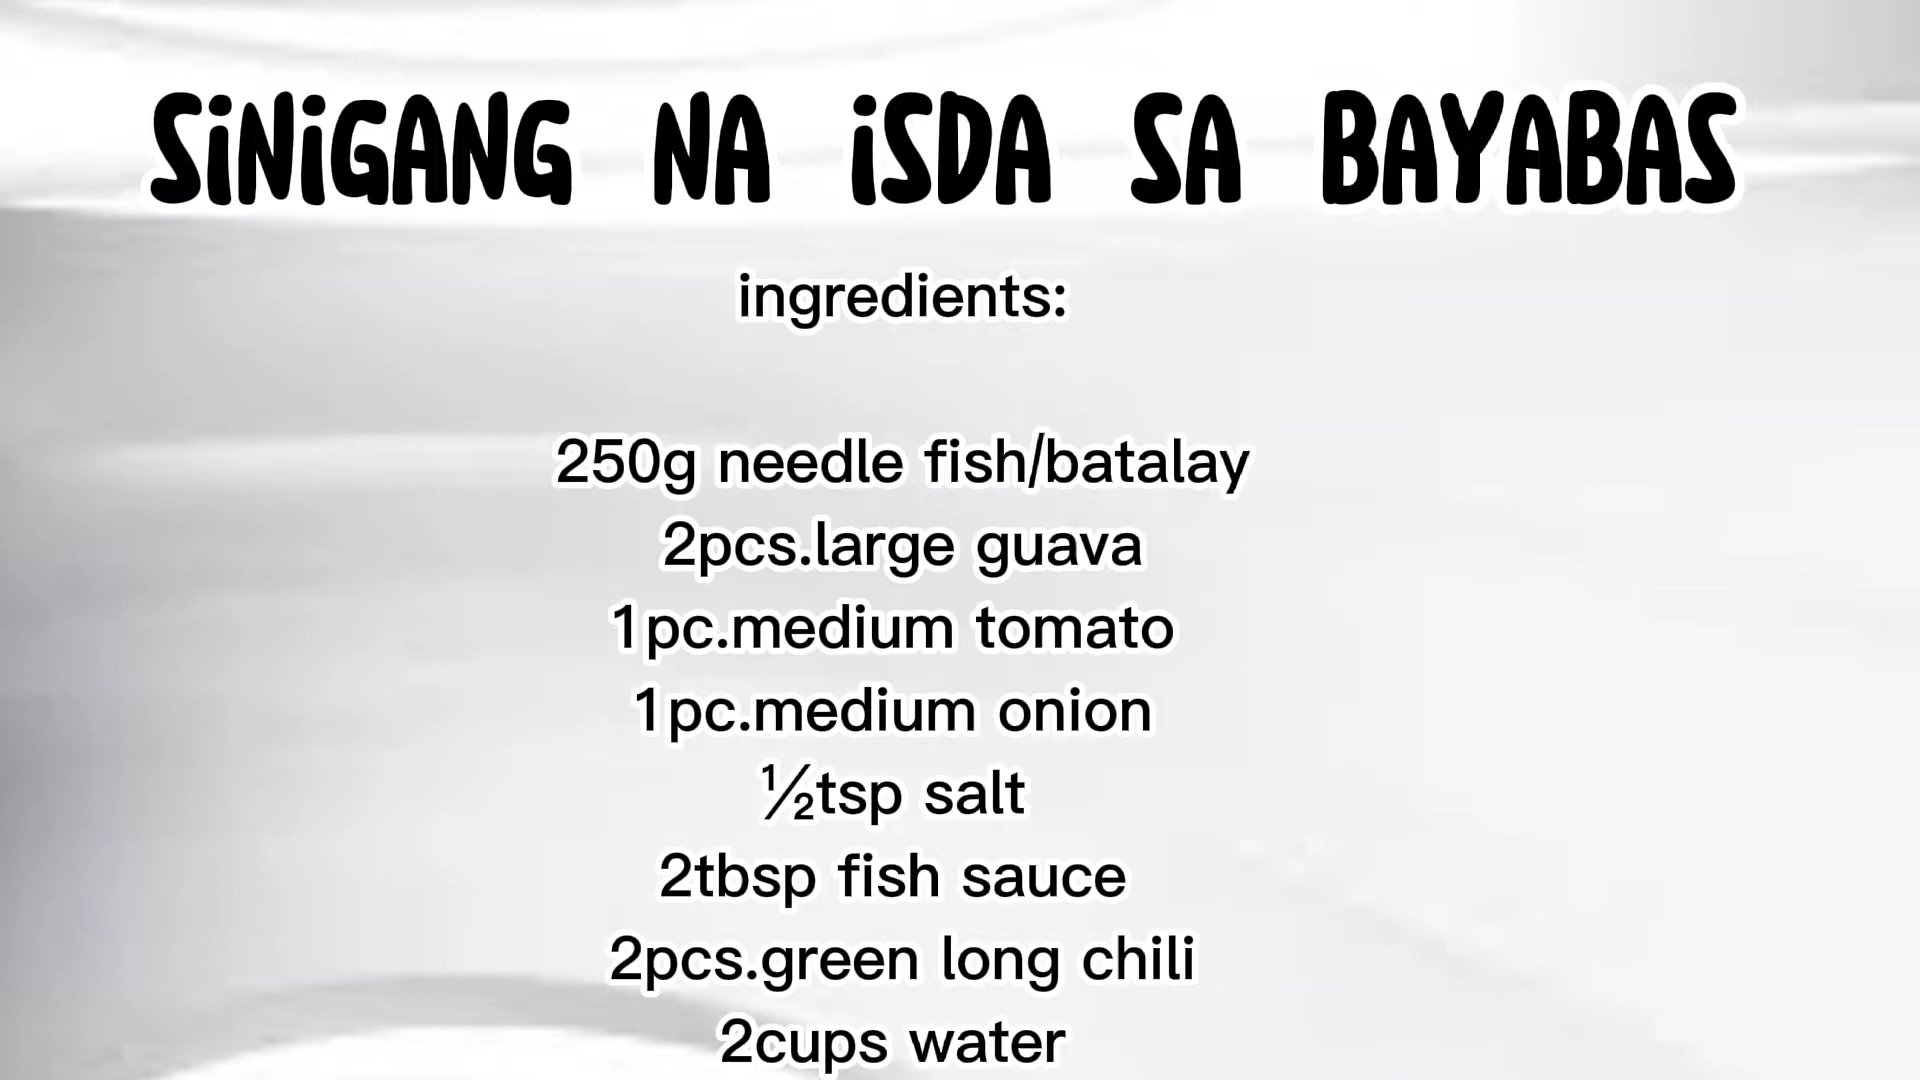 SiNiGANG NA iSDA SA BAYABAS
ingredients:
250g needle fish/batalay
2pcs.large guava
1pc.medium tomato
1pc.medium onion
½tsp salt
2tbsp fish sauce
2pcs.green long chili
2cups water